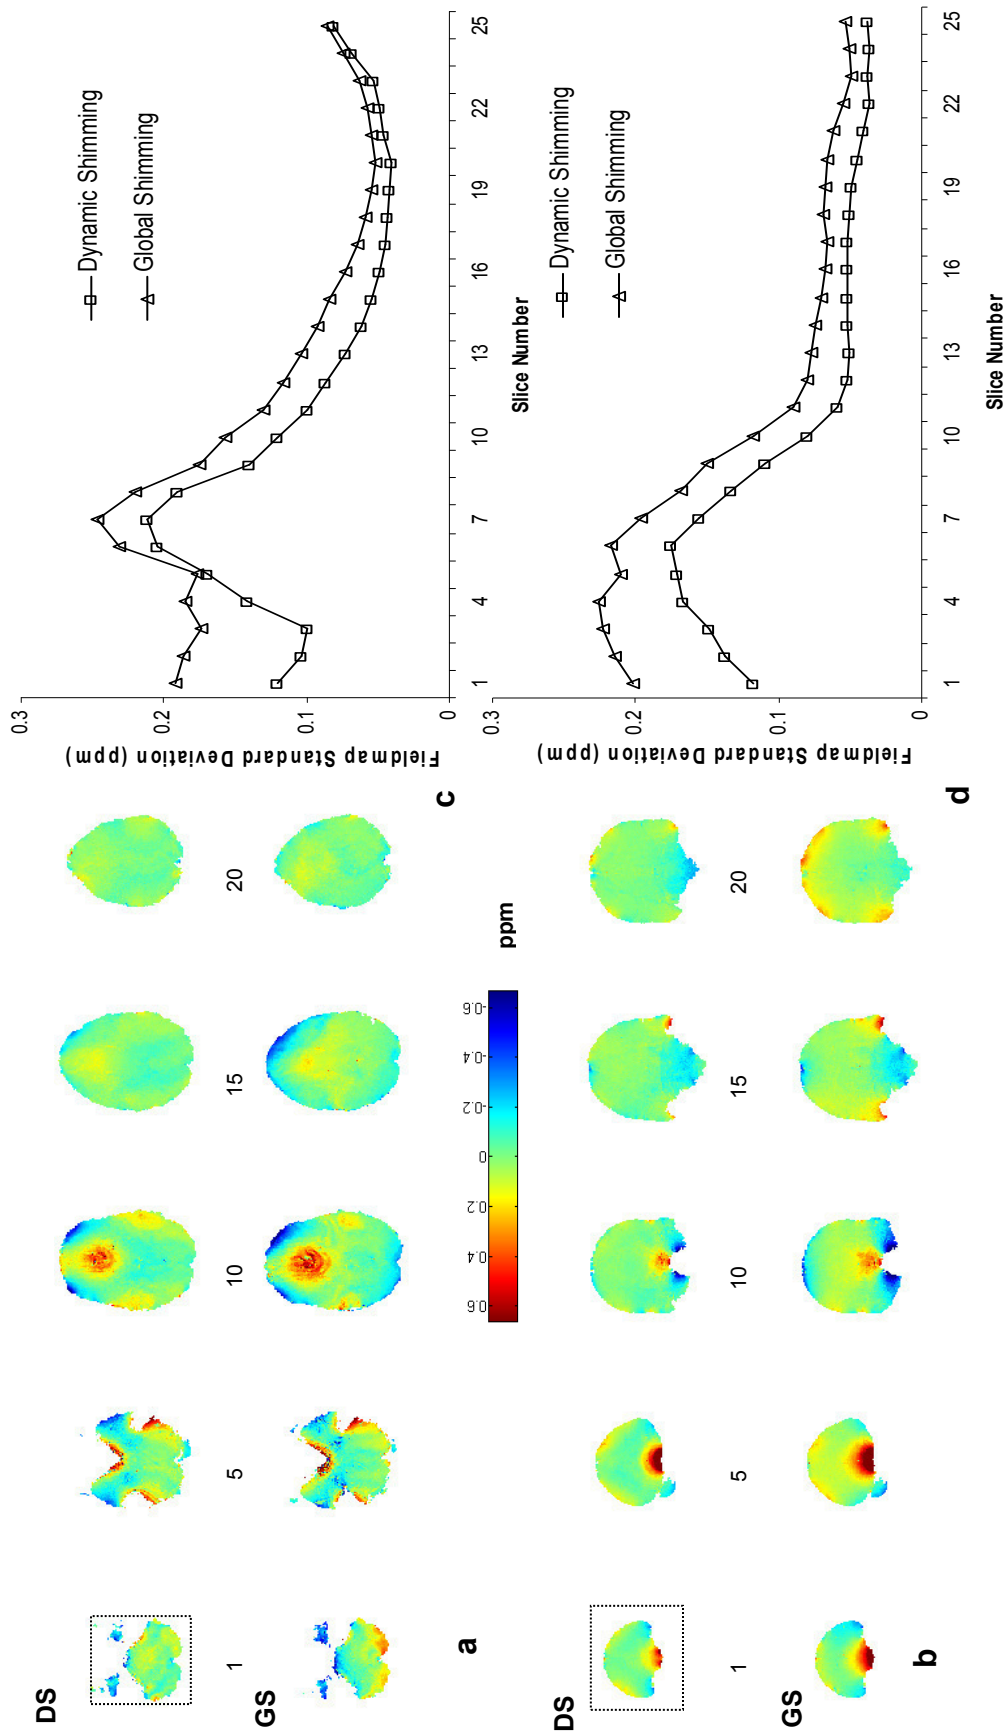 DS
1
5
10
15
20
GS
a
c
Fieldmap Standard Deviation (ppm)
0.3
0.2
0.1
0
1
4
7
10
13
16
19
22
25
Slice Number
Dynamic Shimming
Global Shimming
0.6
0.4
0.2
0
-0.2
-0.4
-0.6
ppm
DS
1
5
10
15
20
GS
b
d
Fieldmap Standard Deviation (ppm)
0.3
0.2
0.1
0
1
4
7
10
13
16
19
22
25
Slice Number
Dynamic Shimming
Global Shimming